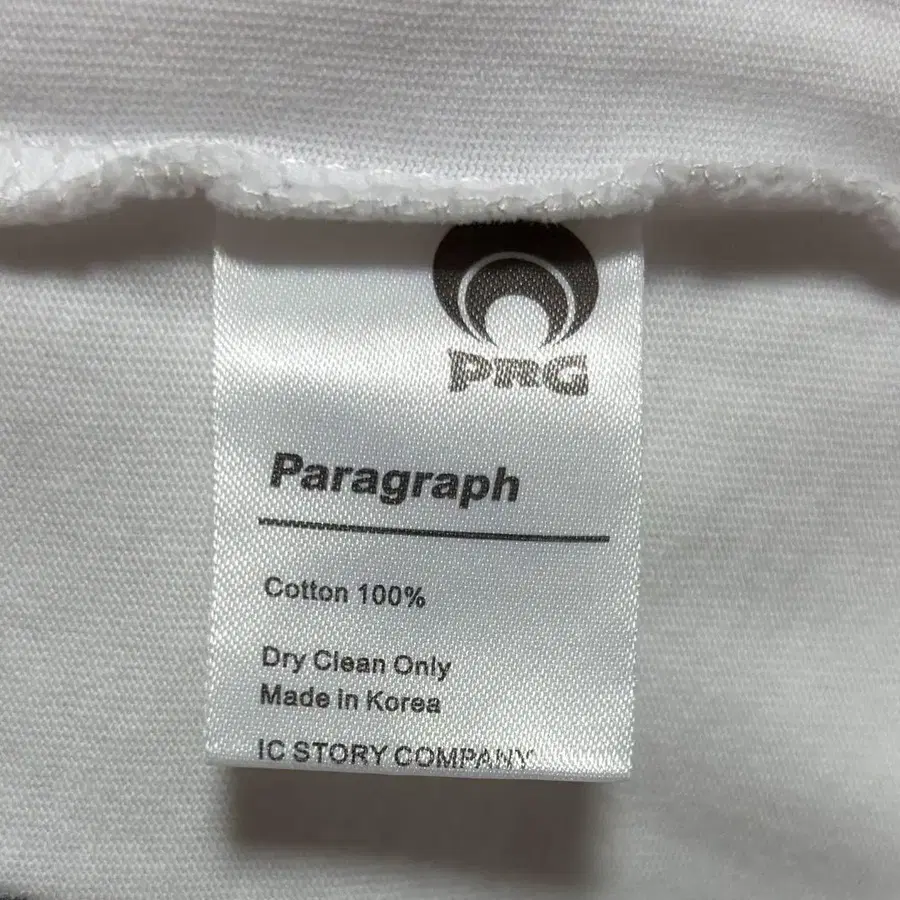 PRG
Paragraph
Cotton 100%
Dry Clean Only
Made in Korea
IC STORY COMPANY